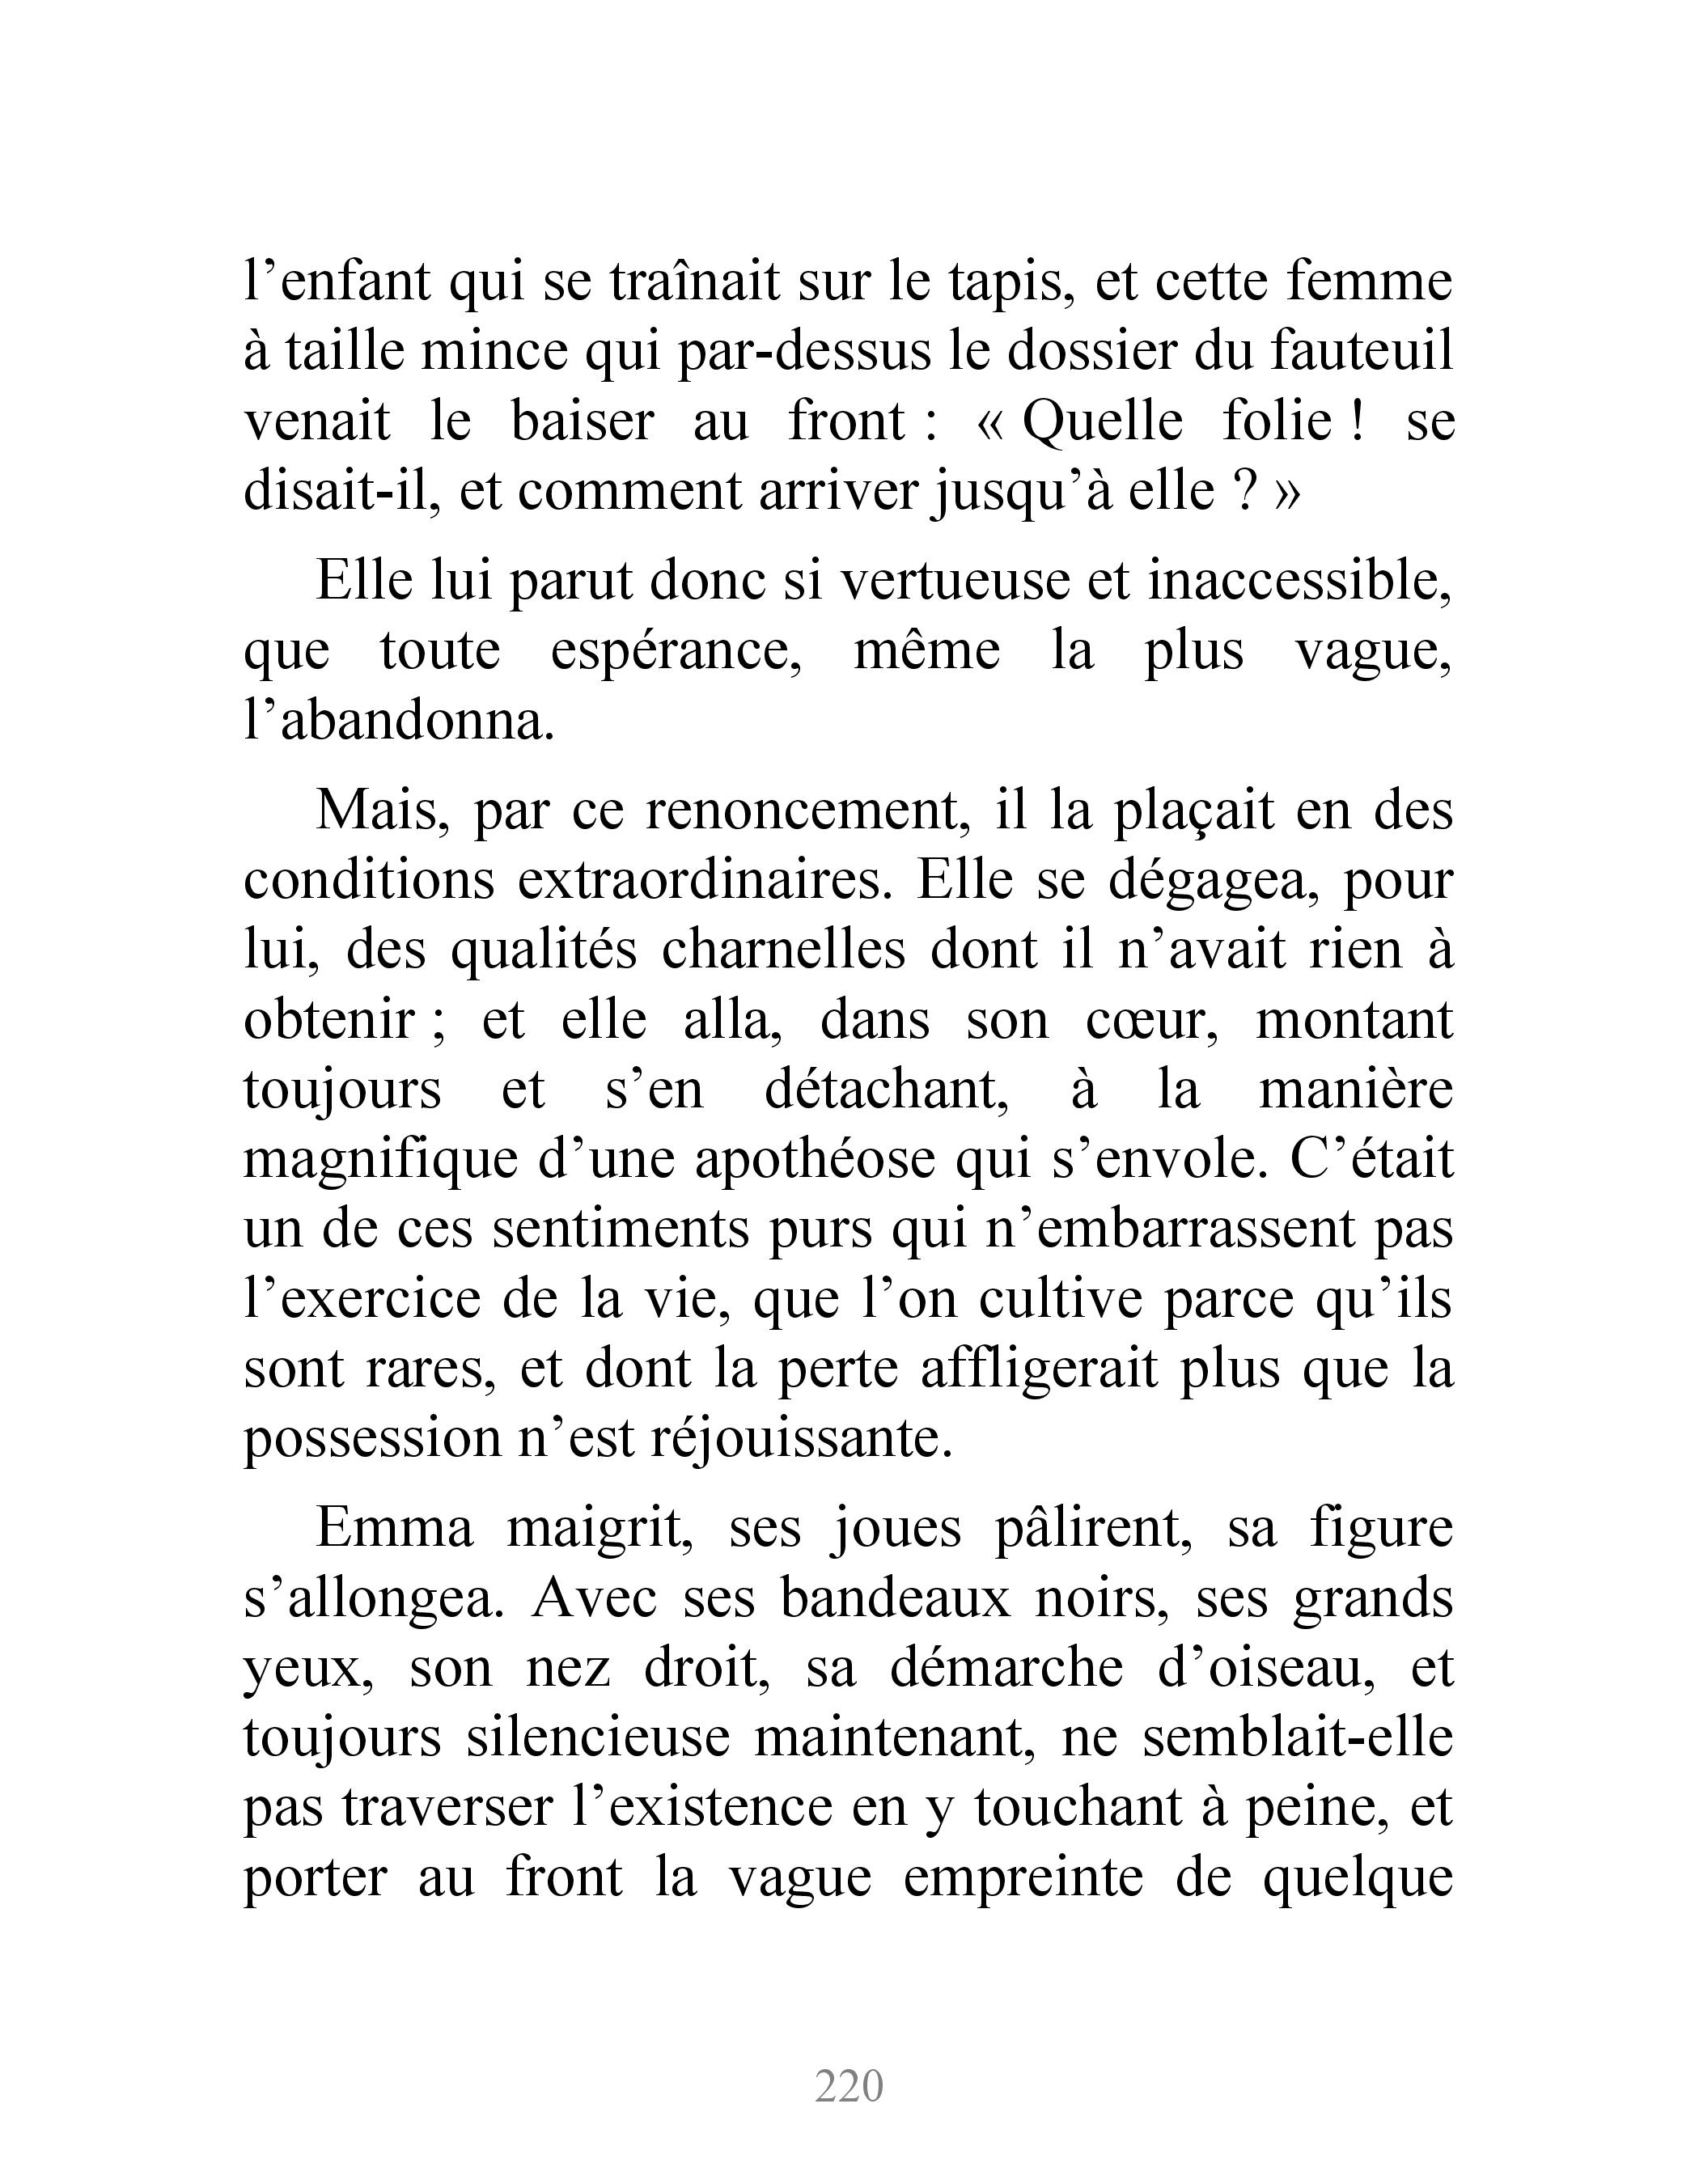 l’enfant qui se traînait sur le tapis, et cette femme
à taille mince qui par-dessus le dossier du fauteuil
venait le baiser au front : « Quelle folie ! se
disait-il, et comment arriver jusqu’à elle ? »
Elle lui parut donc si vertueuse et inaccessible,
que toute espérance, même la plus vague,
l’abandonna.
Mais, par ce renoncement, il la plaçait en des
conditions extraordinaires. Elle se dégagea, pour
lui, des qualités charnelles dont il n’avait rien à
obtenir ; et elle alla, dans son cœur, montant
toujours et s’en détachant, à la manière
magnifique d’une apothéose qui s’envole. C’était
un de ces sentiments purs qui n’embarrassent pas
l’exercice de la vie, que l’on cultive parce qu’ils
sont rares, et dont la perte affligerait plus que la
possession n’est réjouissante.
Emma maigrit, ses joues pâlirent, sa figure
s’allongea. Avec ses bandeaux noirs, ses grands
yeux, son nez droit, sa démarche d’oiseau, et
toujours silencieuse maintenant, ne semblait-elle
pas traverser l’existence en y touchant à peine, et
porter au front la vague empreinte de quelque
220